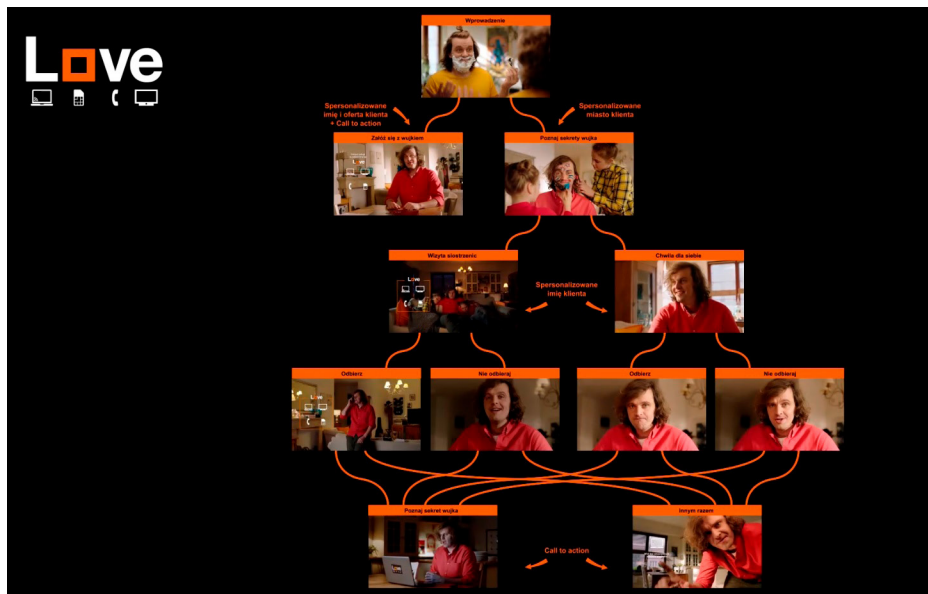 Love
Wprowadzenie
Spersonalizowane
imię i oferta klienta
+ Call to action
Spersonalizowane
miasto klienta
Załóż się z wujkiem
Poznaj sekrety wujka
Wizyta siostrzenic
Chwila dla siebie
Love
Spersonalizowane
imię klienta
Odbierz
Nie odbieraj
Odbierz
Nie odbieraj
Love
Poznaj sekret wujka
Innym razem
Call to action